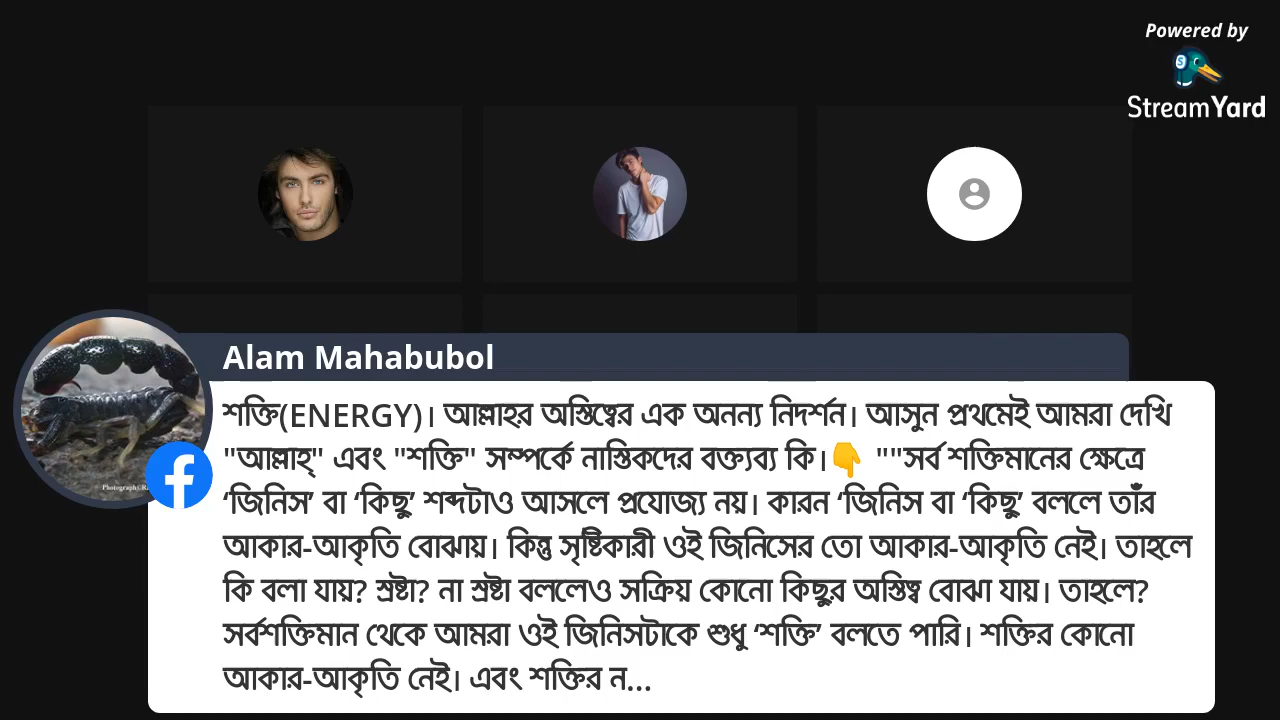 Powered by
StreamYard
Alam Mahabubol
শক্তি(ENERGY)। আল্লাহর অস্তিত্বের এক অনন্য নিদর্শন। আসুন প্রথমেই আমরা দেখি
"আল্লাহ্" এবং "শক্তি" সম্পর্কে নাস্তিকদের বক্তব্য কি।👇 ""সর্ব শক্তিমানের ক্ষেত্রে
‘জিনিস’ বা ‘কিছু’ শব্দটাও আসলে প্রযোজ্য নয়। কারন ‘জিনিস বা ‘কিছু’ বললে তাঁর
আকার-আকৃতি বোঝায়। কিন্তু সৃষ্টিকারী ওই জিনিসের তো আকার-আকৃতি নেই। তাহলে
কি বলা যায়? স্রষ্টা? না স্রষ্টা বললেও সক্রিয় কোনো কিছুর অস্তিত্ব বোঝা যায়। তাহলে?
সর্বশক্তিমান থেকে আমরা ওই জিনিসটাকে শুধু ‘শক্তি’ বলতে পারি। শক্তির কোনো
আকার-আকৃতি নেই। এবং শক্তির ন...